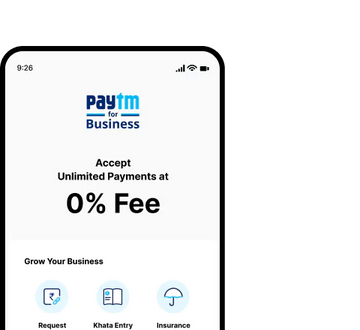 9:26
paytm
for
Business
Accept
Unlimited Payments at
0% Fee
Grow Your Business
Request
Khata Entry
Insurance